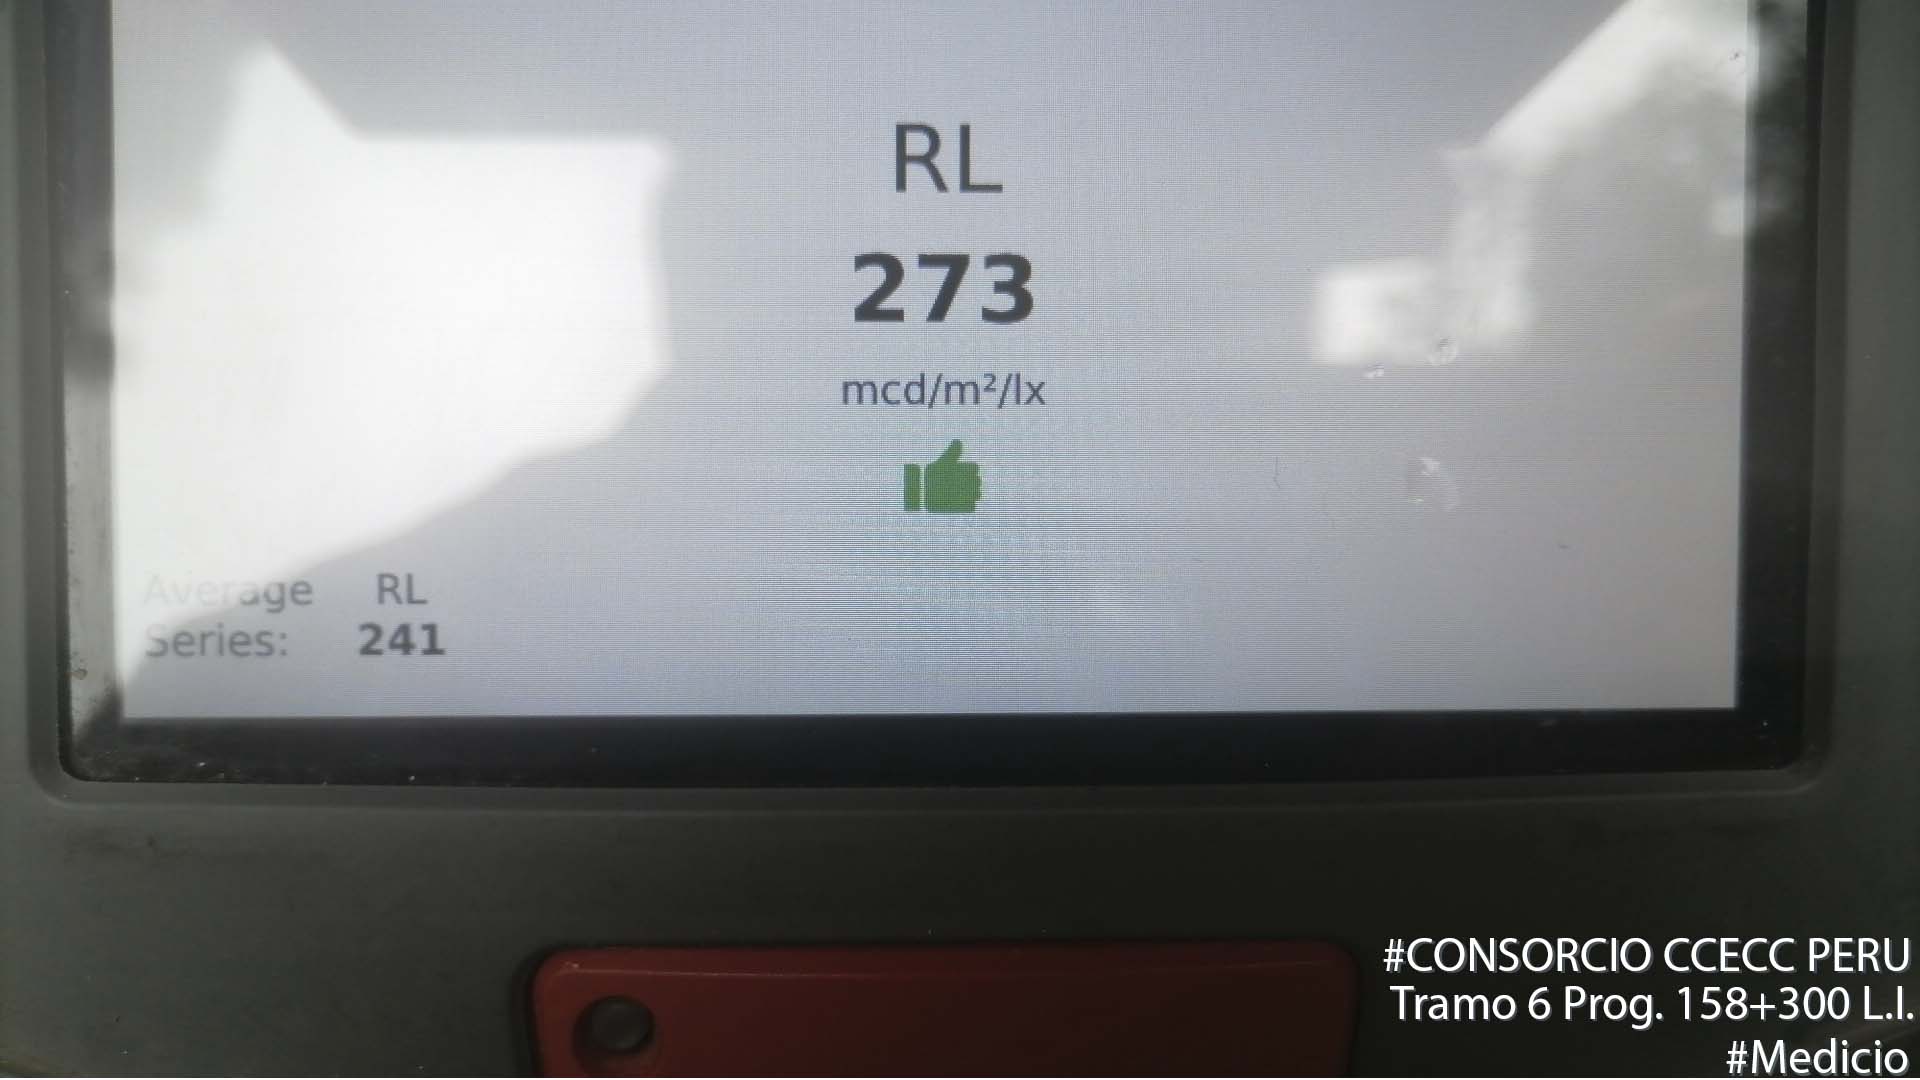 RL
273
mcd/m²/lx
Average RL
Series: 241
#CONSORCIO CCECC PERU
Tramo 6 Prog. 158+300 L.I.
#Medicio